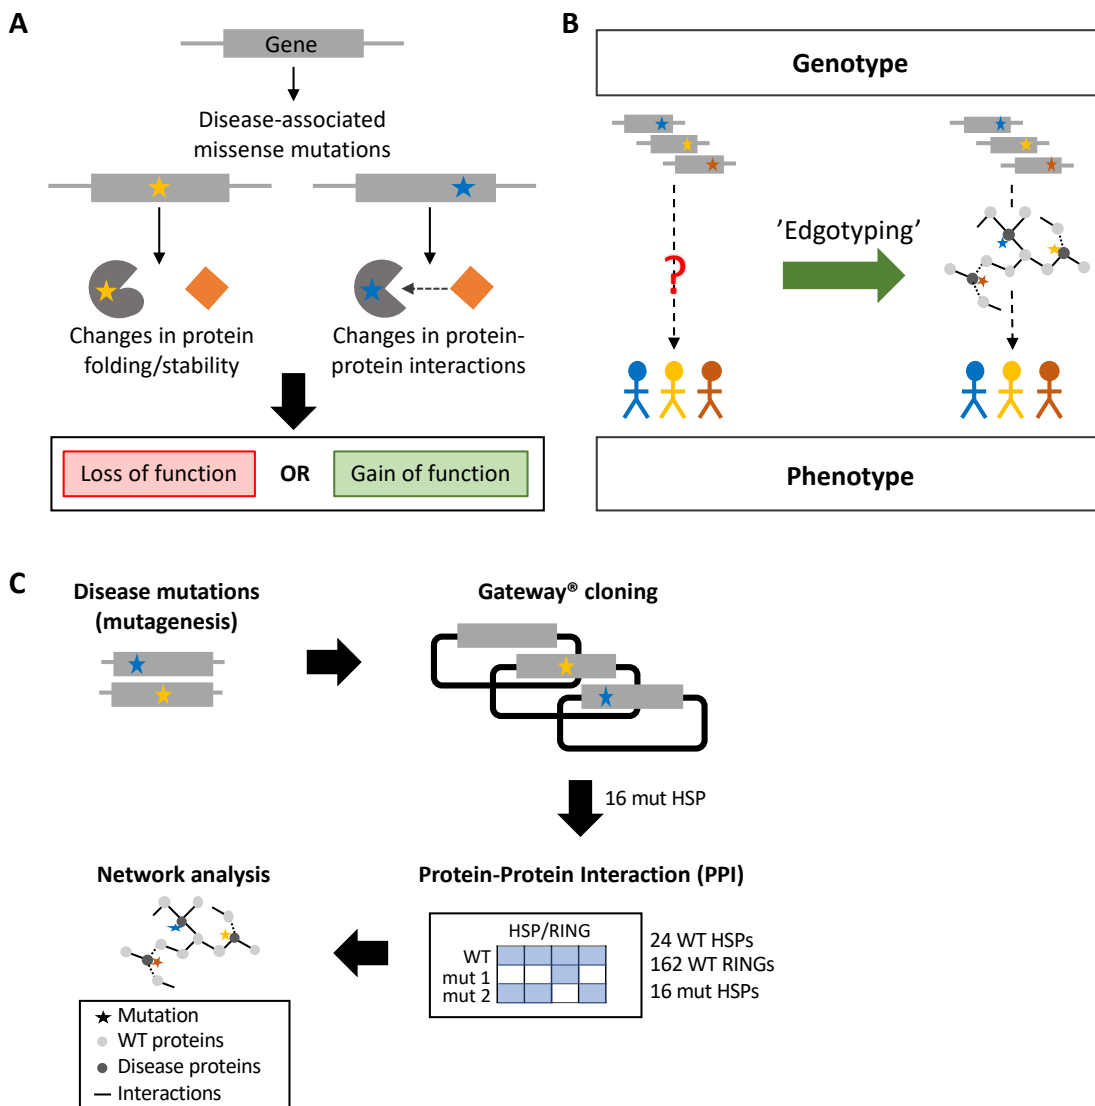 A
Gene
Disease-associated
missense mutations
Changes in protein
folding/stability
Changes in protein-
protein interactions
Loss of function
OR
Gain of function
B
Genotype
?
’Edgotyping’
Phenotype
C
Disease mutations
(mutagenesis)
Gateway® cloning
16 mut HSP
Network analysis
Protein-Protein Interaction (PPI)
HSP/RING
WT
mut 1
mut 2
24 WT HSPs
162 WT RINGs
16 mut HSPs
Mutation
WT proteins
Disease proteins
Interactions